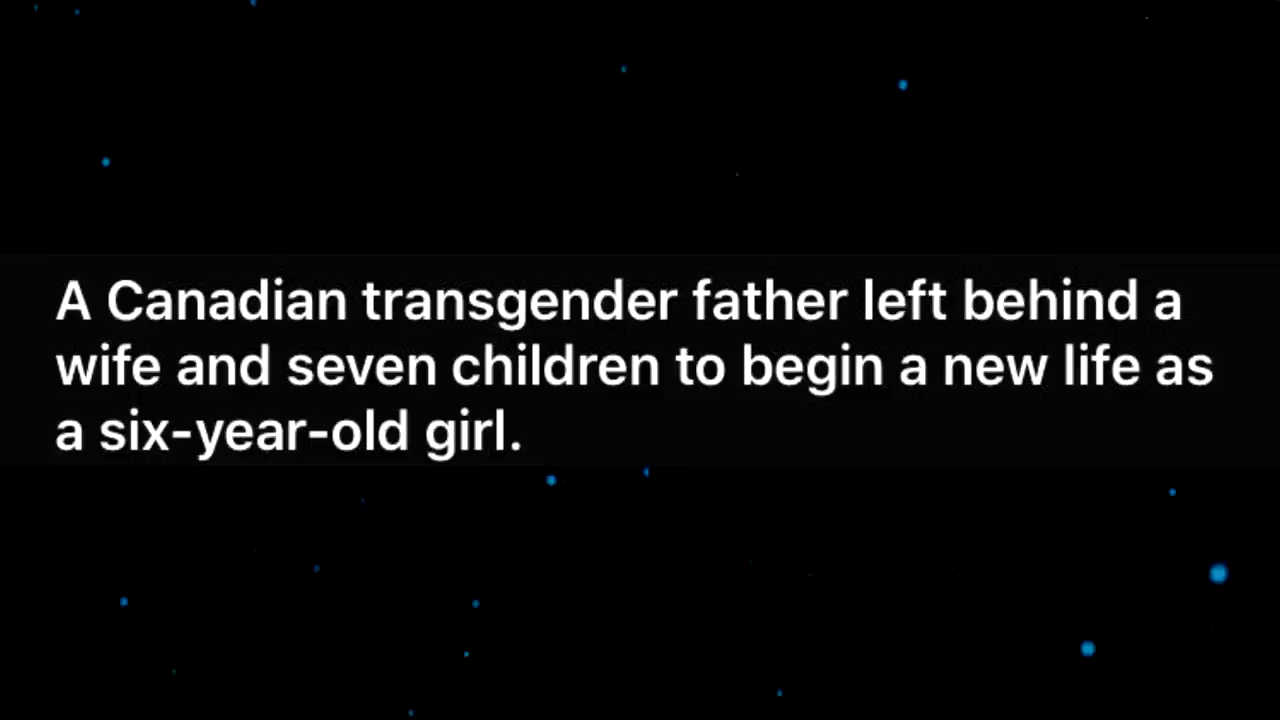 A Canadian transgender father left behind a
wife and seven children to begin a new life as
a six-year-old girl.